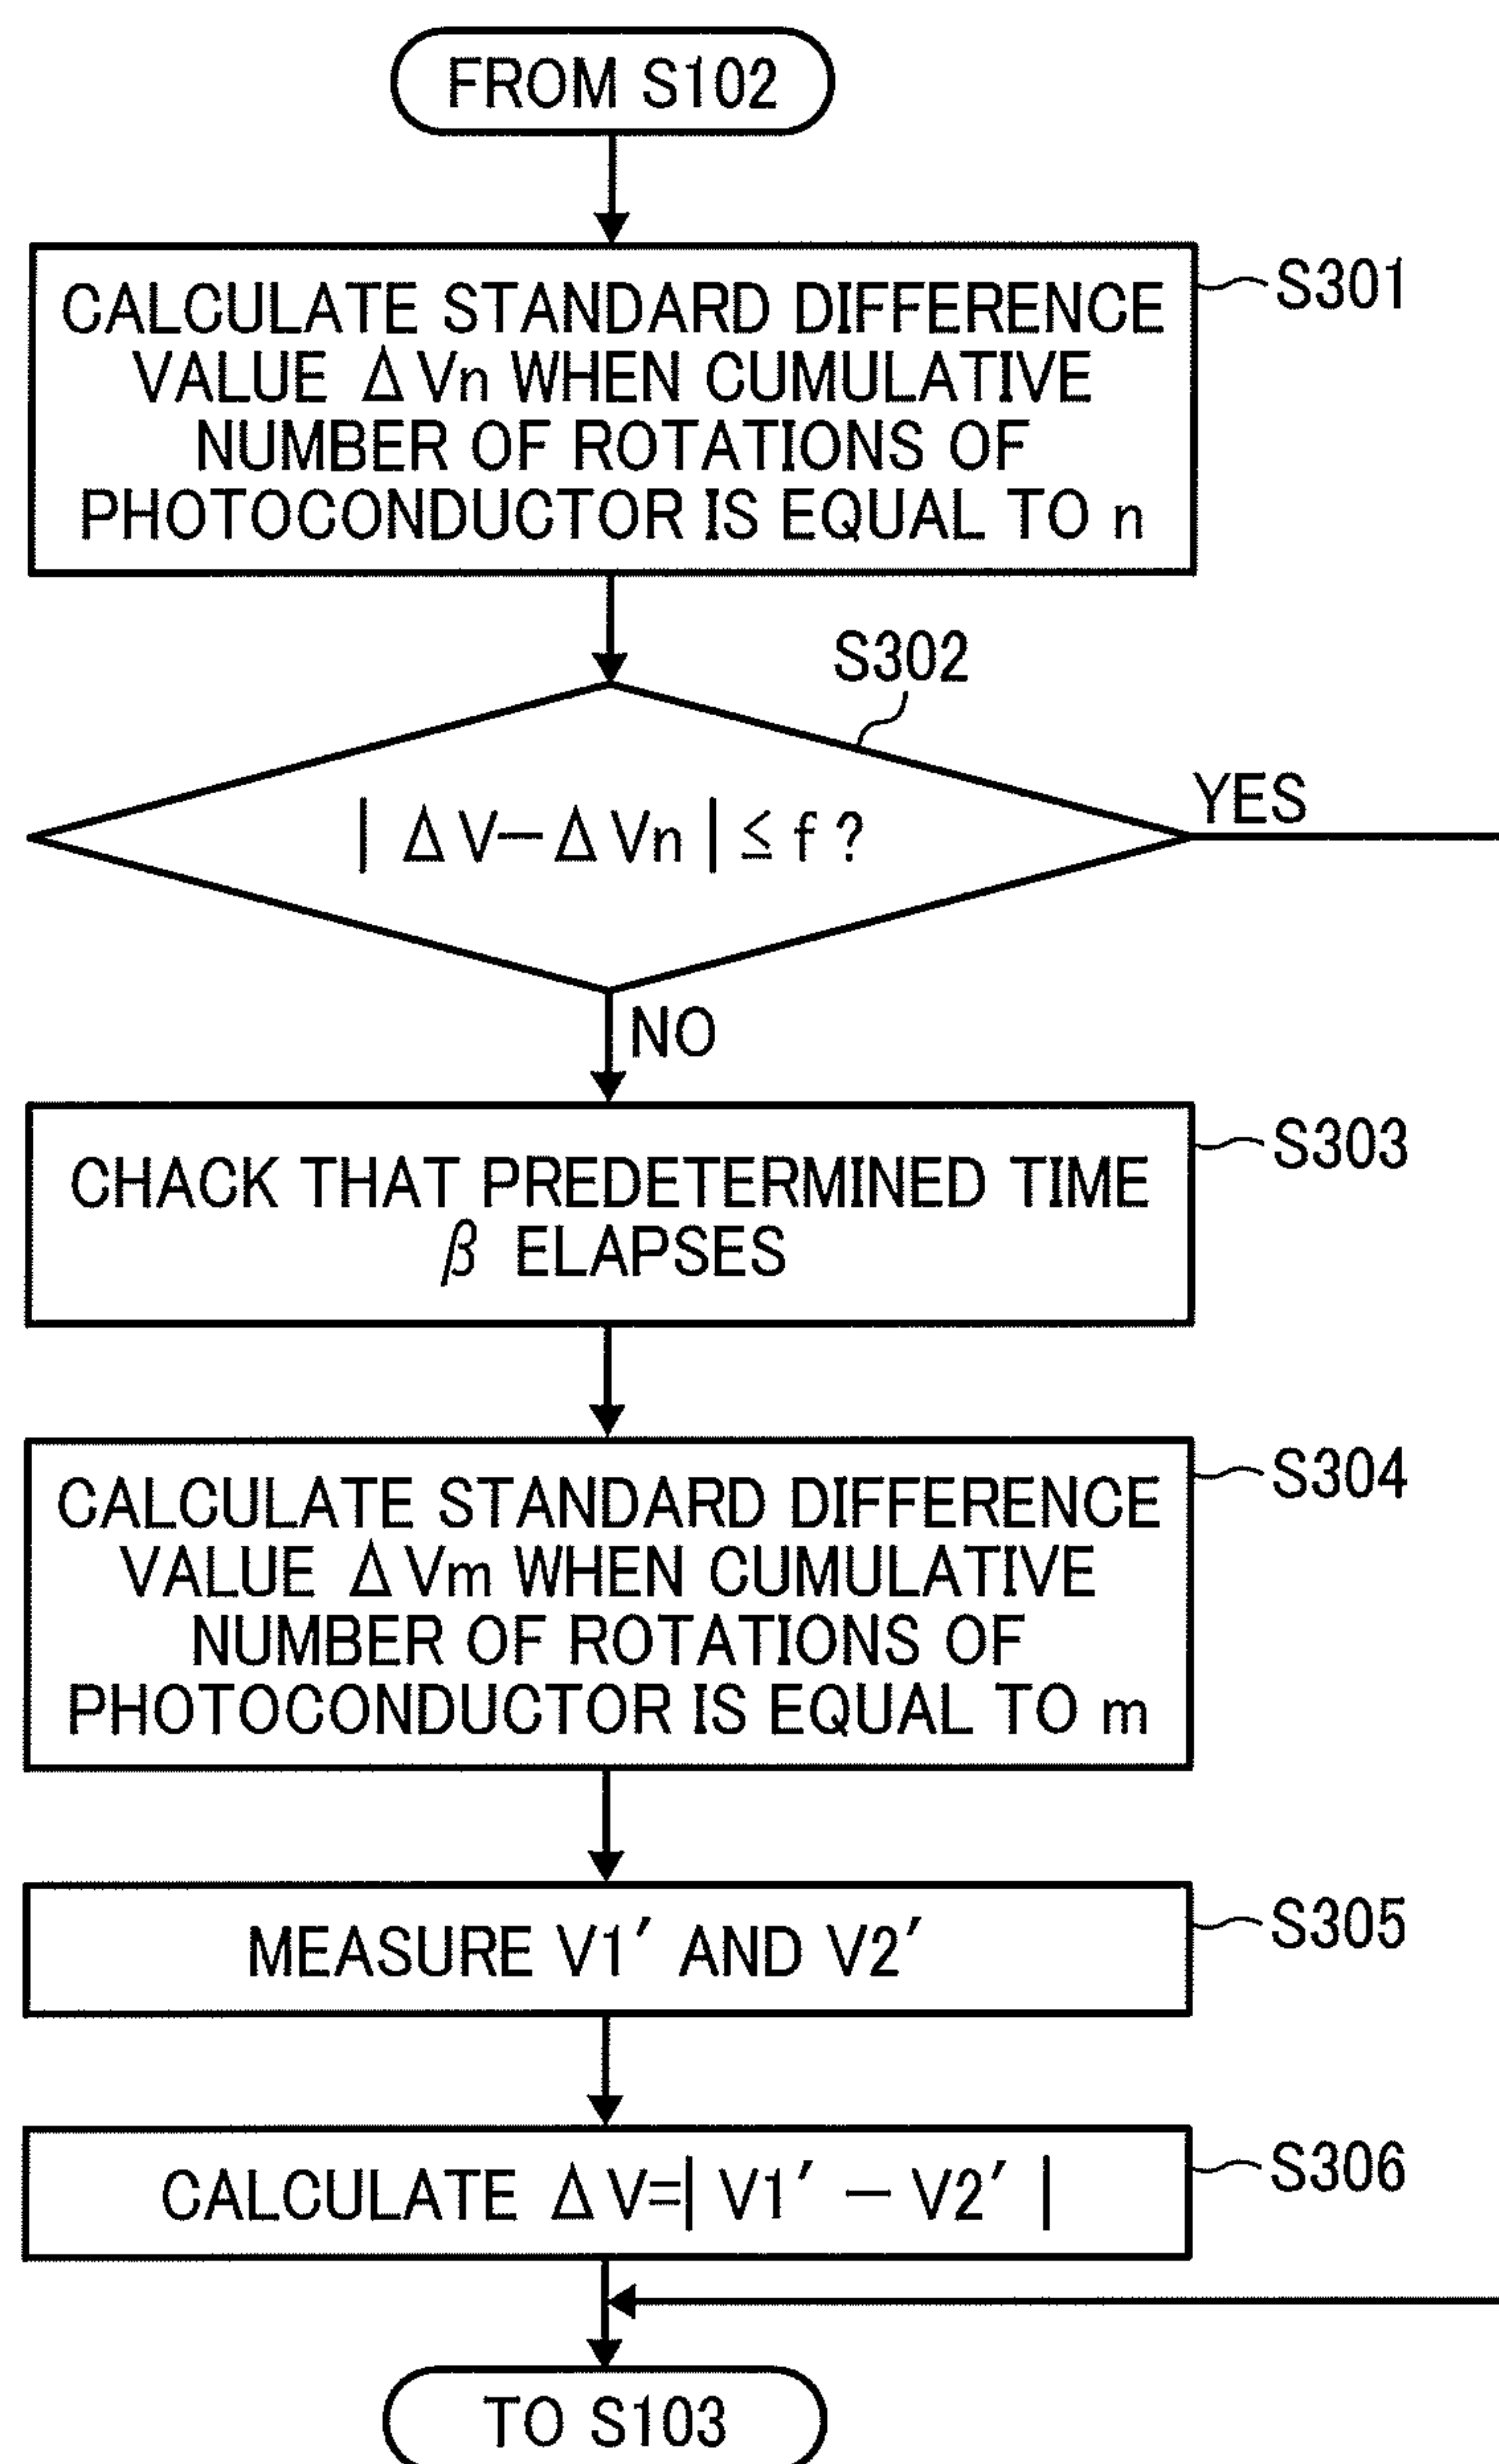 FROM S102
CALCULATE STANDARD DIFFERENCE
VALUE ΔVn WHEN CUMULATIVE
NUMBER OF ROTATIONS OF
PHOTOCONDUCTOR IS EQUAL TO n
S301
S302
| ΔV-ΔVn | ≤ f ?
YES
NO
CHACK THAT PREDETERMINED TIME
β ELAPSES
S303
CALCULATE STANDARD DIFFERENCE
VALUE ΔVm WHEN CUMULATIVE
NUMBER OF ROTATIONS OF
PHOTOCONDUCTOR IS EQUAL TO m
S304
MEASURE V1′ AND V2′
S305
CALCULATE ΔV=| V1′ - V2′ |
S306
TO S103